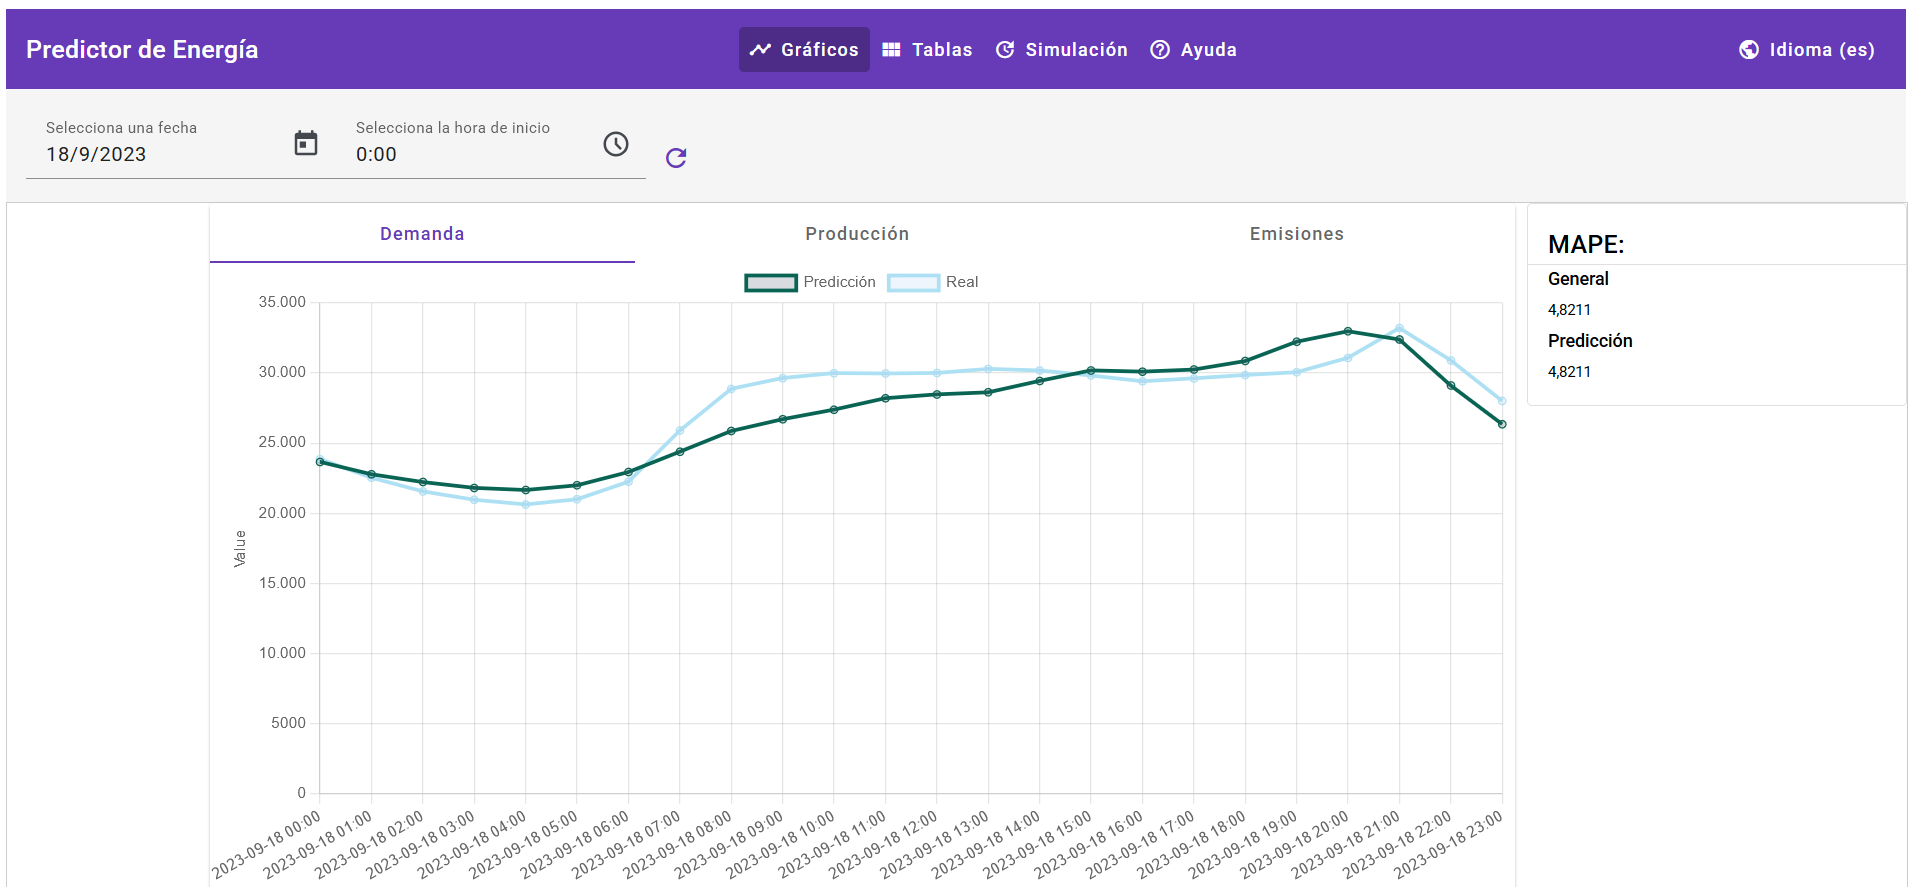 Predictor de Energía
Gráficos
Tablas
Simulación
Ayuda
Idioma (es)
Selecciona una fecha
18/9/2023
Selecciona la hora de inicio
0:00
Demanda
Producción
Emisiones
Predicción
Real
MAPE:
General
4,8211
Predicción
4,8211
Value
35.000
30.000
25.000
20.000
15.000
10.000
5000
0
2023-09-18 00:00
2023-09-18 01:00
2023-09-18 02:00
2023-09-18 03:00
2023-09-18 04:00
2023-09-18 05:00
2023-09-18 06:00
2023-09-18 07:00
2023-09-18 08:00
2023-09-18 09:00
2023-09-18 10:00
2023-09-18 11:00
2023-09-18 12:00
2023-09-18 13:00
2023-09-18 14:00
2023-09-18 15:00
2023-09-18 16:00
2023-09-18 17:00
2023-09-18 18:00
2023-09-18 19:00
2023-09-18 20:00
2023-09-18 21:00
2023-09-18 22:00
2023-09-18 23:00